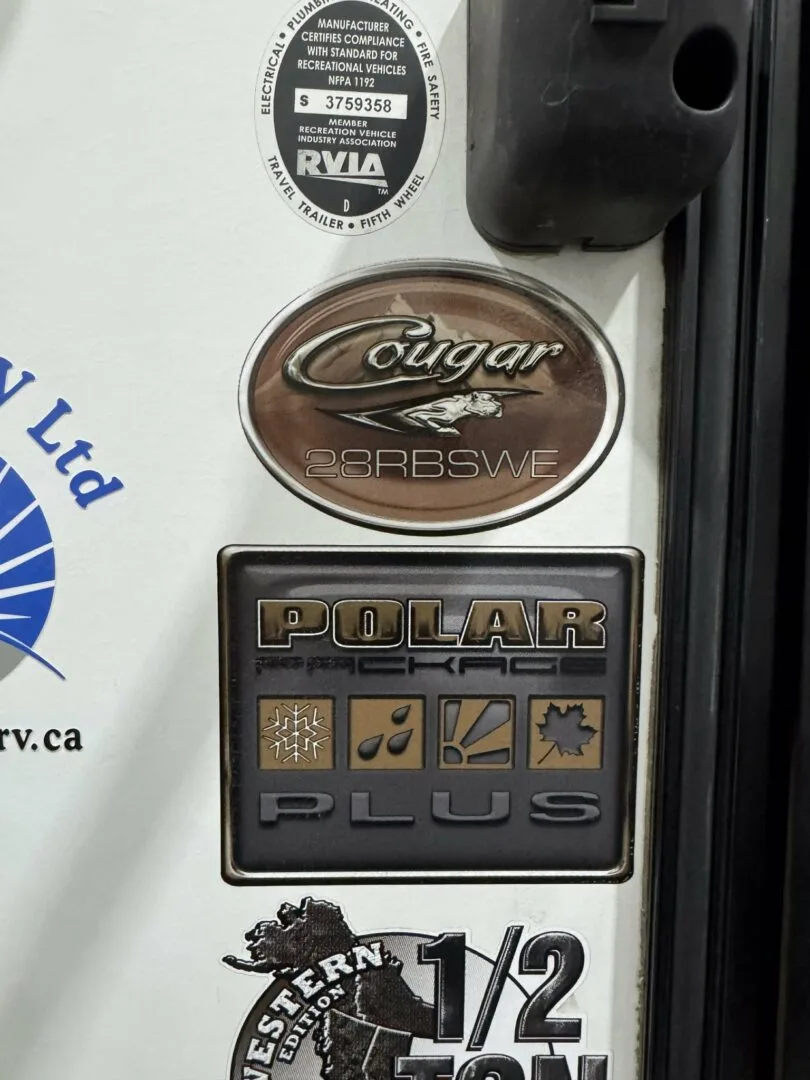 ELECTRICAL • PLUMBING • HEATING • FIRE SAFETY
MANUFACTURER
CERTIFIES COMPLIANCE
WITH STANDARD FOR
RECREATIONAL VEHICLES
NFPA 1192
S 3759358
MEMBER
RECREATION VEHICLE
INDUSTRY ASSOCIATION
RVIA
TM
D
TRAVEL TRAILER • FIFTH WHEEL
Cougar
28RBSWE
Ltd
rv.ca
POLAR
PACKAGE
PLUS
WESTERN
EDITION
1/2
TON